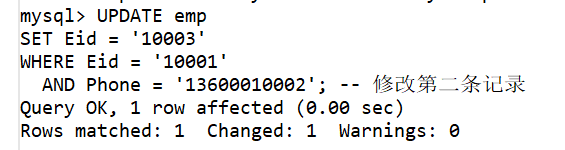 mysql> UPDATE emp
SET Eid = '10003'
WHERE Eid = '10001'
  AND Phone = '13600010002'; -- 修改第二条记录
Query OK, 1 row affected (0.00 sec)
Rows matched: 1  Changed: 1  Warnings: 0